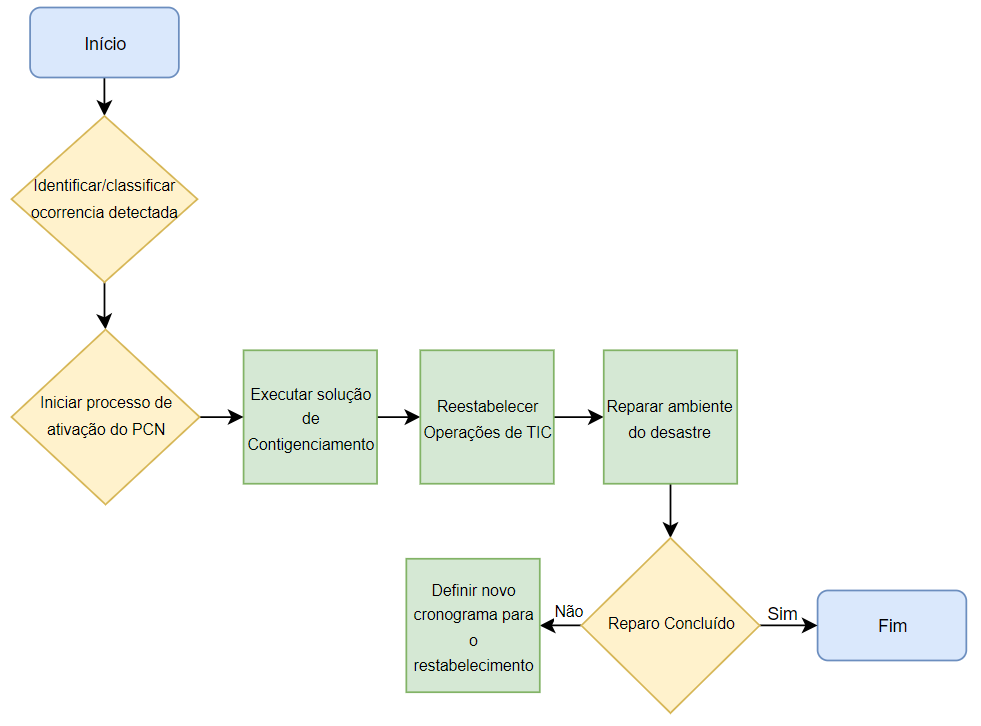 Início
Identificar/classificar
ocorrencia detectada
Iniciar processo de
ativação do PCN
Executar solução
de
Contigenciamento
Reestabelecer
Operações de TIC
Reparar ambiente
do desastre
Definir novo
cronograma para
o
restabelecimento
Não
Reparo Concluído
Sim
Fim